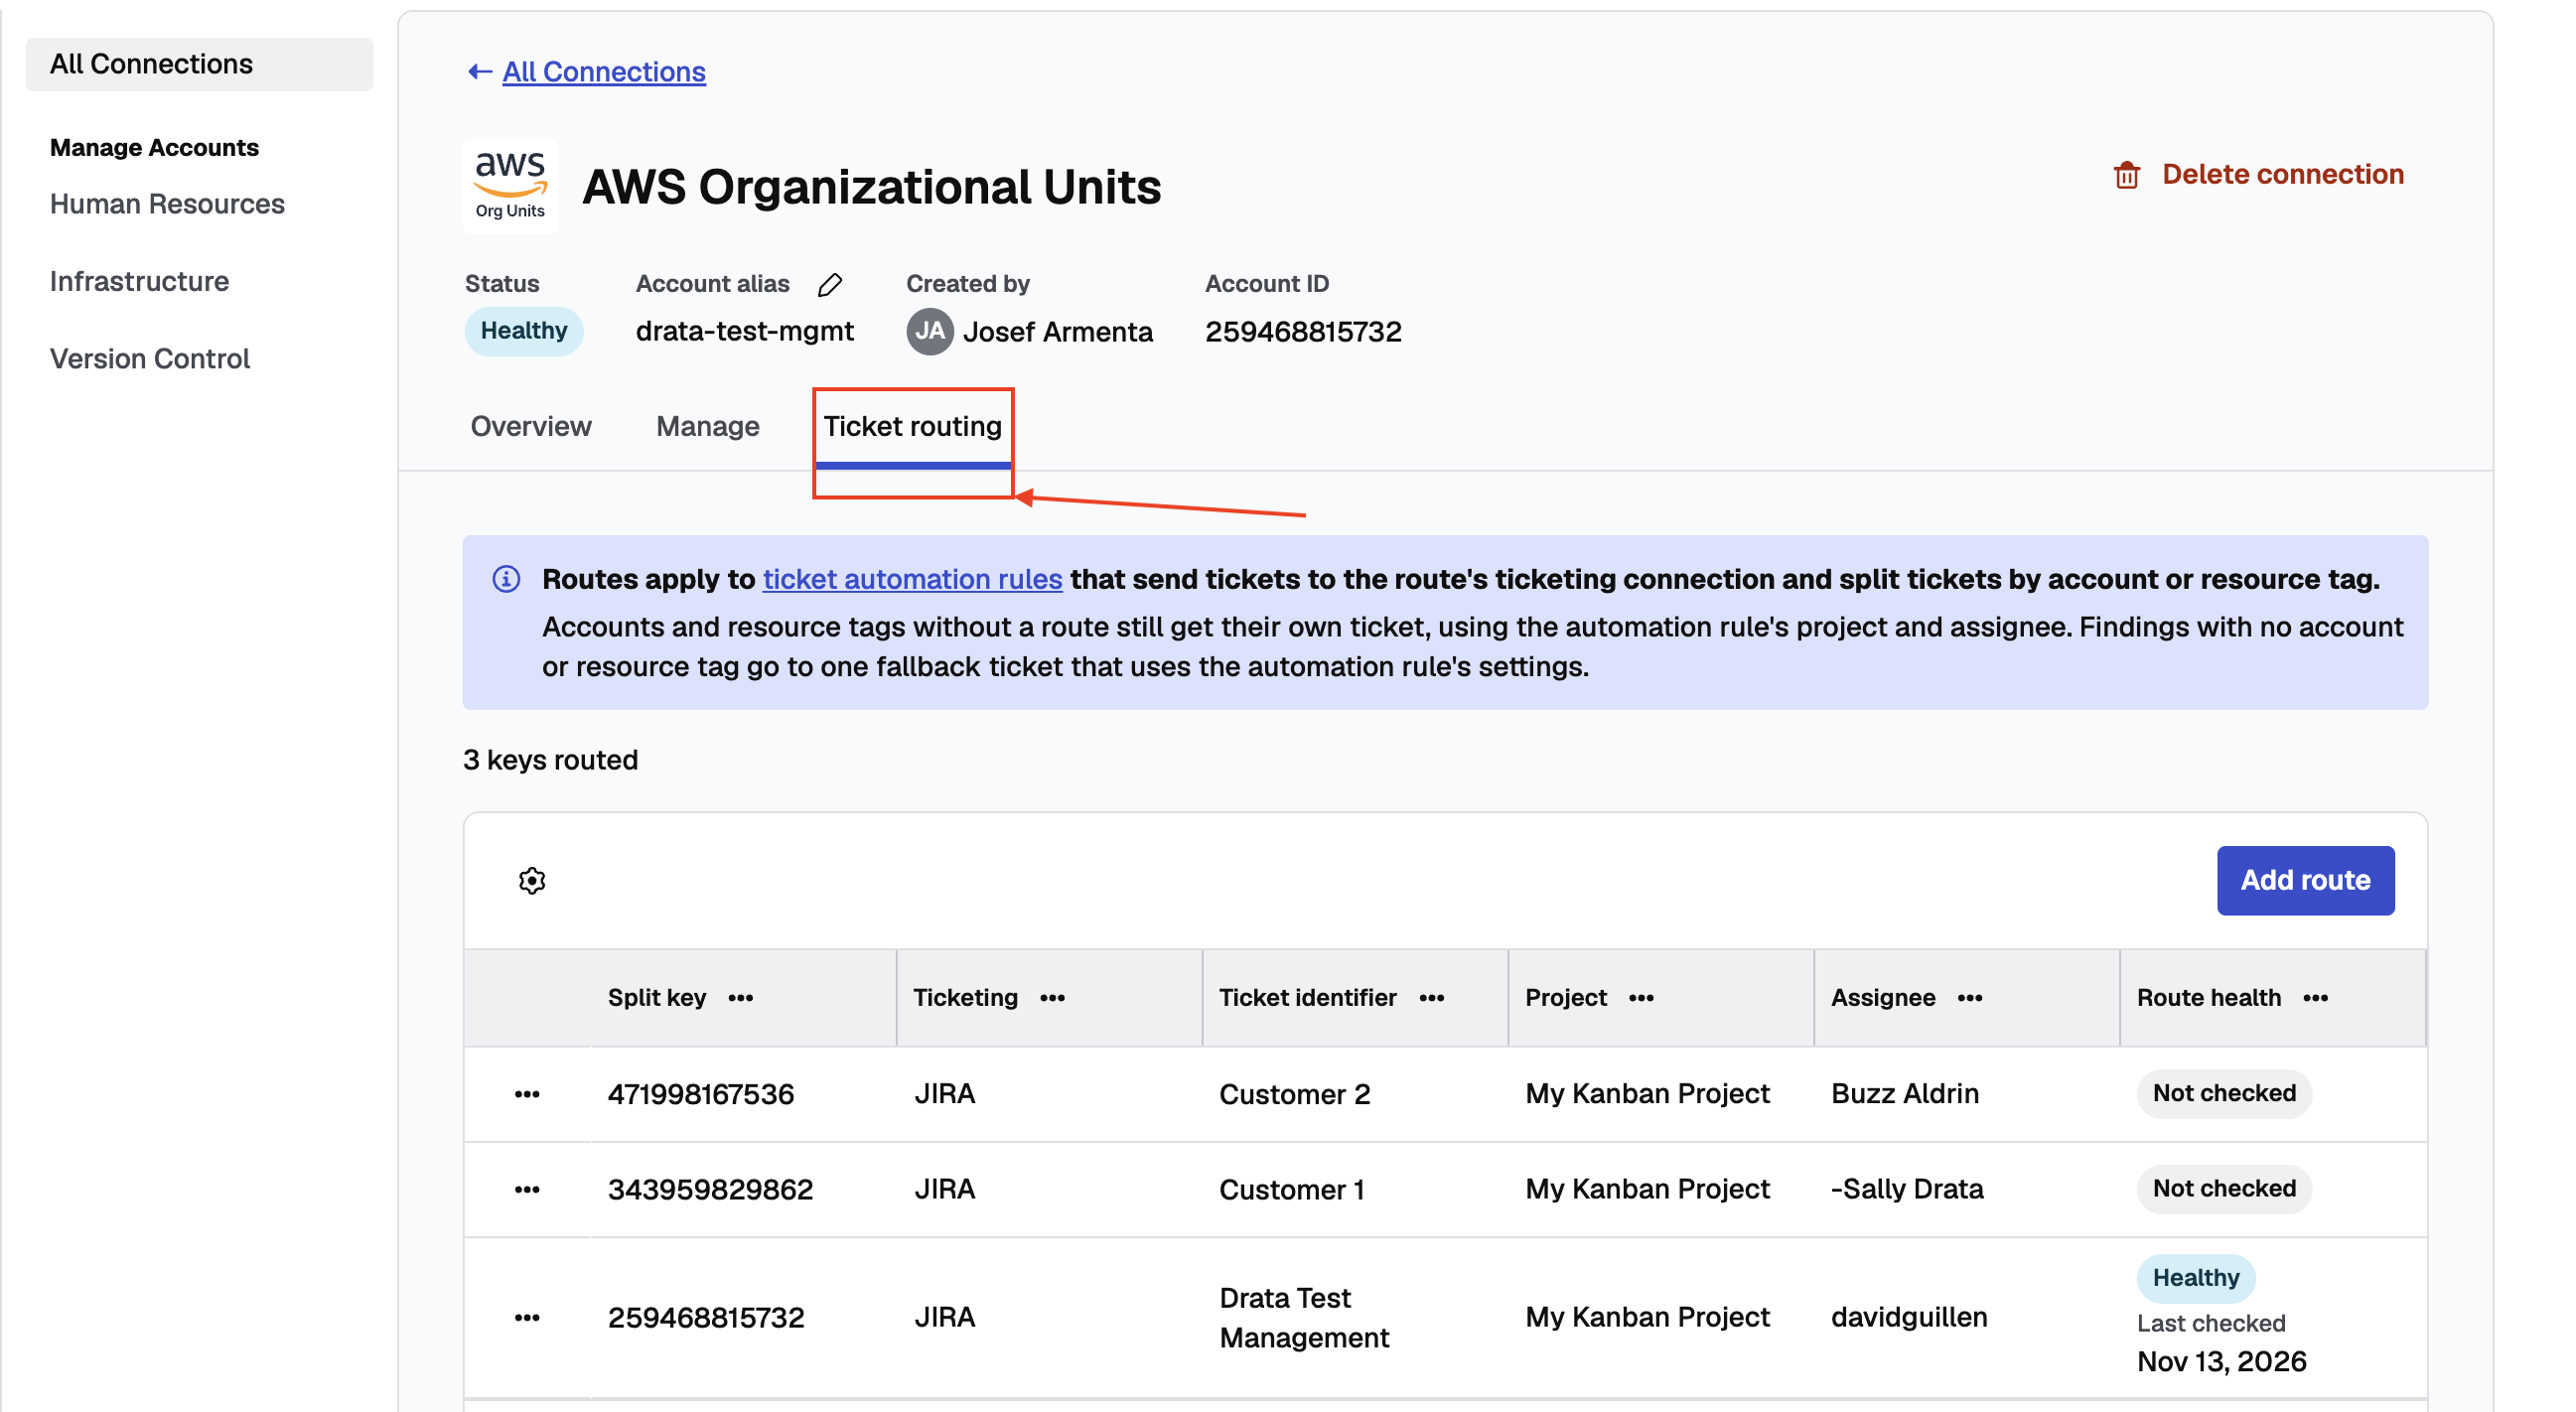 All Connections
Manage Accounts
Human Resources
Infrastructure
Version Control
← All Connections
aws
Org Units
AWS Organizational Units
Delete connection
Status
Healthy
Account alias
drata-test-mgmt
Created by
JA Josef Armenta
Account ID
259468815732
Overview Manage Ticket routing
Routes apply to ticket automation rules that send tickets to the route's ticketing connection and split tickets by account or resource tag.
Accounts and resource tags without a route still get their own ticket, using the automation rule's project and assignee. Findings with no account
or resource tag go to one fallback ticket that uses the automation rule's settings.
3 keys routed
Add route
Split key ••• Ticketing ••• Ticket identifier ••• Project ••• Assignee ••• Route health •••
••• 471998167536 JIRA Customer 2 My Kanban Project Buzz Aldrin Not checked
••• 343959829862 JIRA Customer 1 My Kanban Project -Sally Drata Not checked
••• 259468815732 JIRA Drata Test
Management My Kanban Project davidguillen Healthy
Last checked
Nov 13, 2026